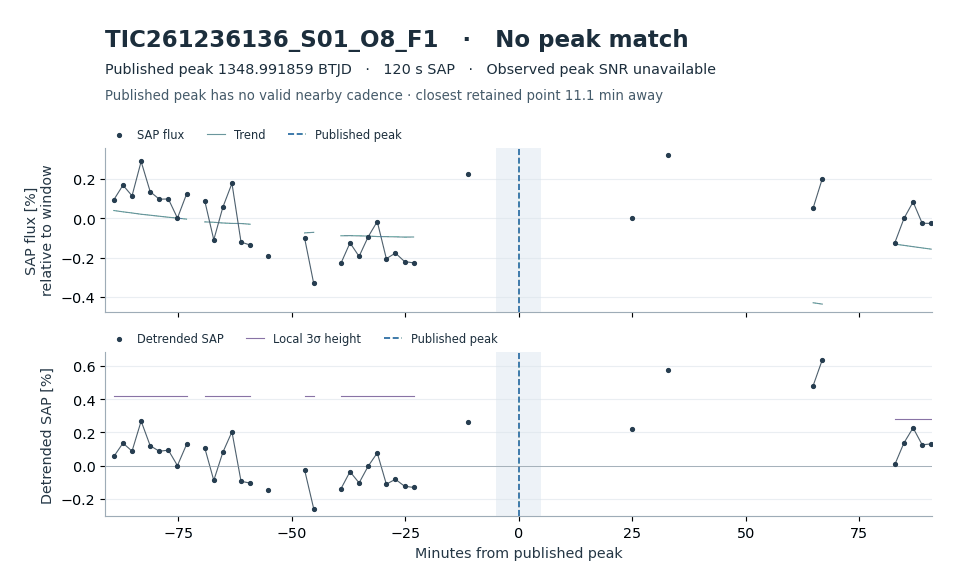 TIC261236136_S01_O8_F1 · No peak match
Published peak 1348.991859 BTJD · 120 s SAP · Observed peak SNR unavailable
Published peak has no valid nearby cadence · closest retained point 11.1 min away
SAP flux Trend Published peak
SAP flux [%]
relative to window
0.2
0.0
−0.2
−0.4
Detrended SAP Local 3σ height Published peak
Detrended SAP [%]
0.6
0.4
0.2
0.0
−0.2
−75 −50 −25 0 25 50 75
Minutes from published peak